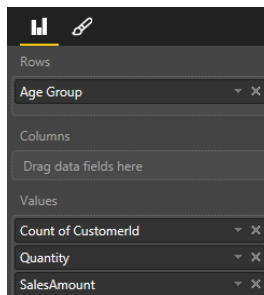 Rows
Age Group
Columns
Drag data fields here
Values
Count of CustomerId
Quantity
SalesAmount